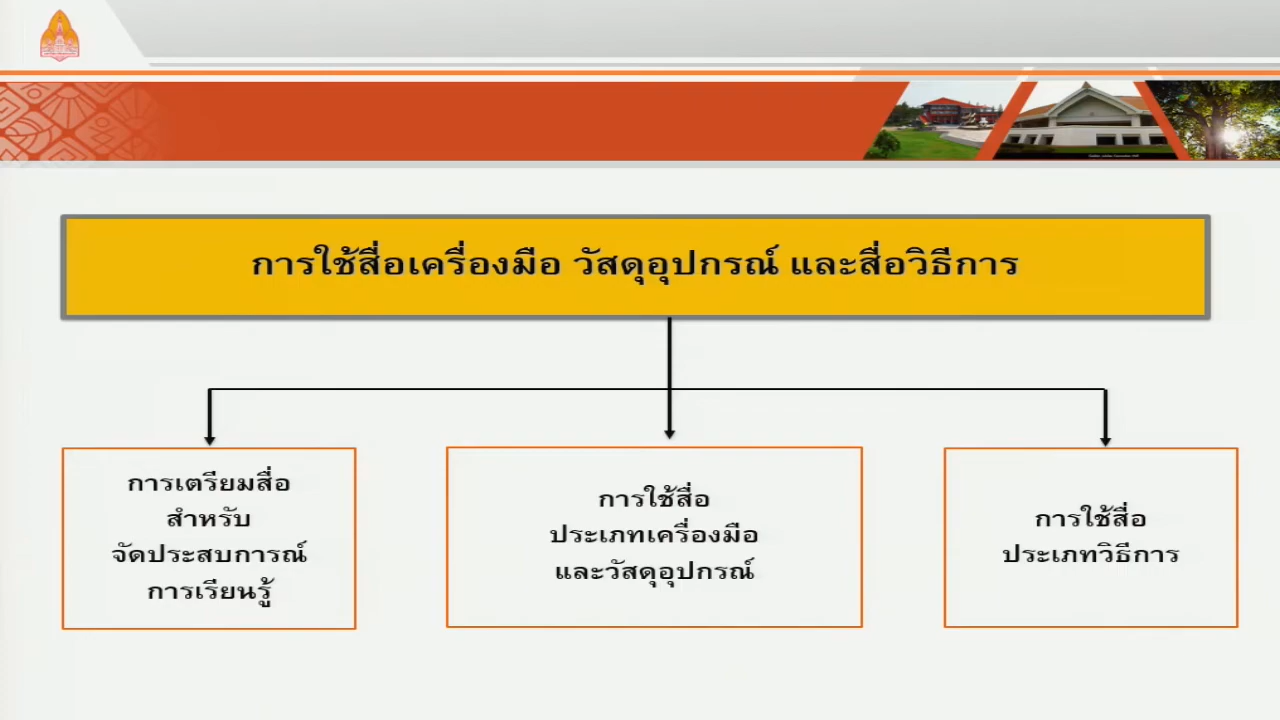 การใช้สื่อเครื่องมือ วัสดุอุปกรณ์ และสื่อวิธีการ
การเตรียมสื่อ
สำหรับ
จัดประสบการณ์
การเรียนรู้
การใช้สื่อ
ประเภทเครื่องมือ
และวัสดุอุปกรณ์
การใช้สื่อ
ประเภทวิธีการ